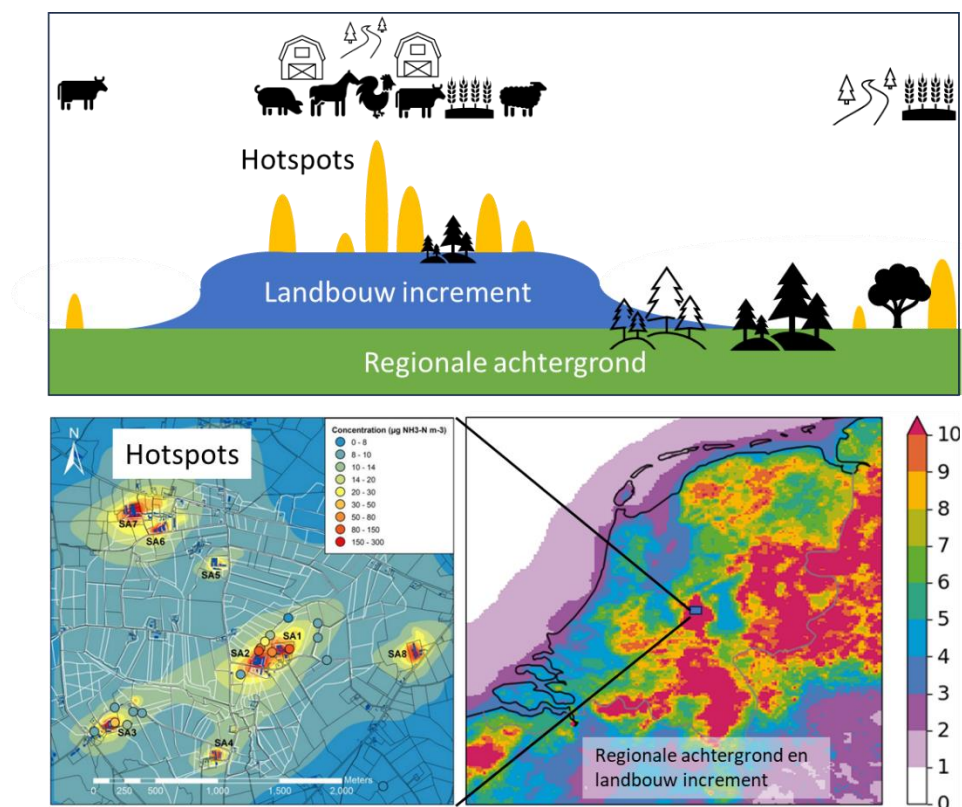 Hotspots
Landbouw increment
Regionale achtergrond
N
Hotspots
Concentration (µg NH3-N m-3)
0 - 8
8 - 10
10 - 14
14 - 20
20 - 30
30 - 50
50 - 80
80 - 150
150 - 300
SA7
SA6
SA5
SA1
SA2
SA8
SA3
SA4
Meters
0 250 500 1,000 1,500 2,000
Regionale achtergrond en
landbouw increment
10
9
8
7
6
5
4
3
2
1
0